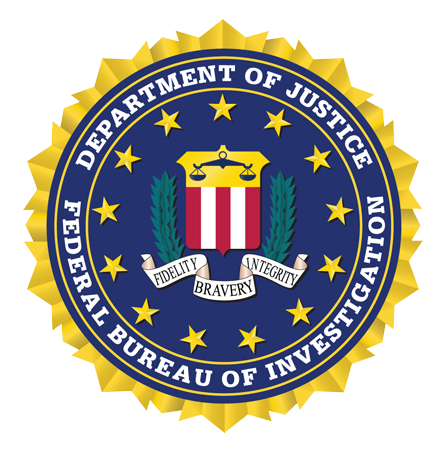 DEPARTMENT OF JUSTICE
FIDELITY
BRAVERY
INTEGRITY
FEDERAL BUREAU OF INVESTIGATION